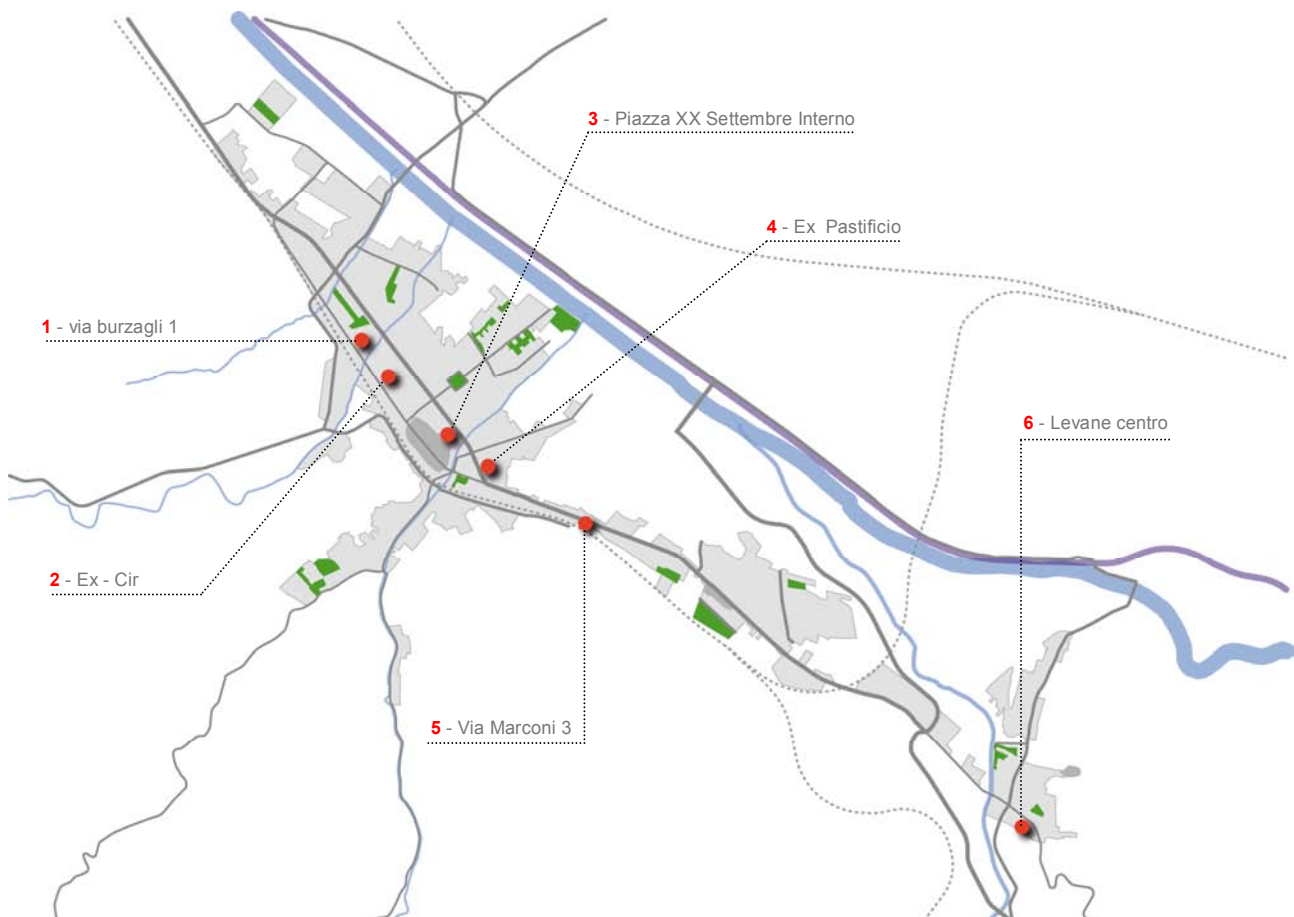 3 - Piazza XX Settembre Interno
4 - Ex Pastificio
1 - via burzagli 1
6 - Levane centro
2 - Ex - Cir
5 - Via Marconi 3